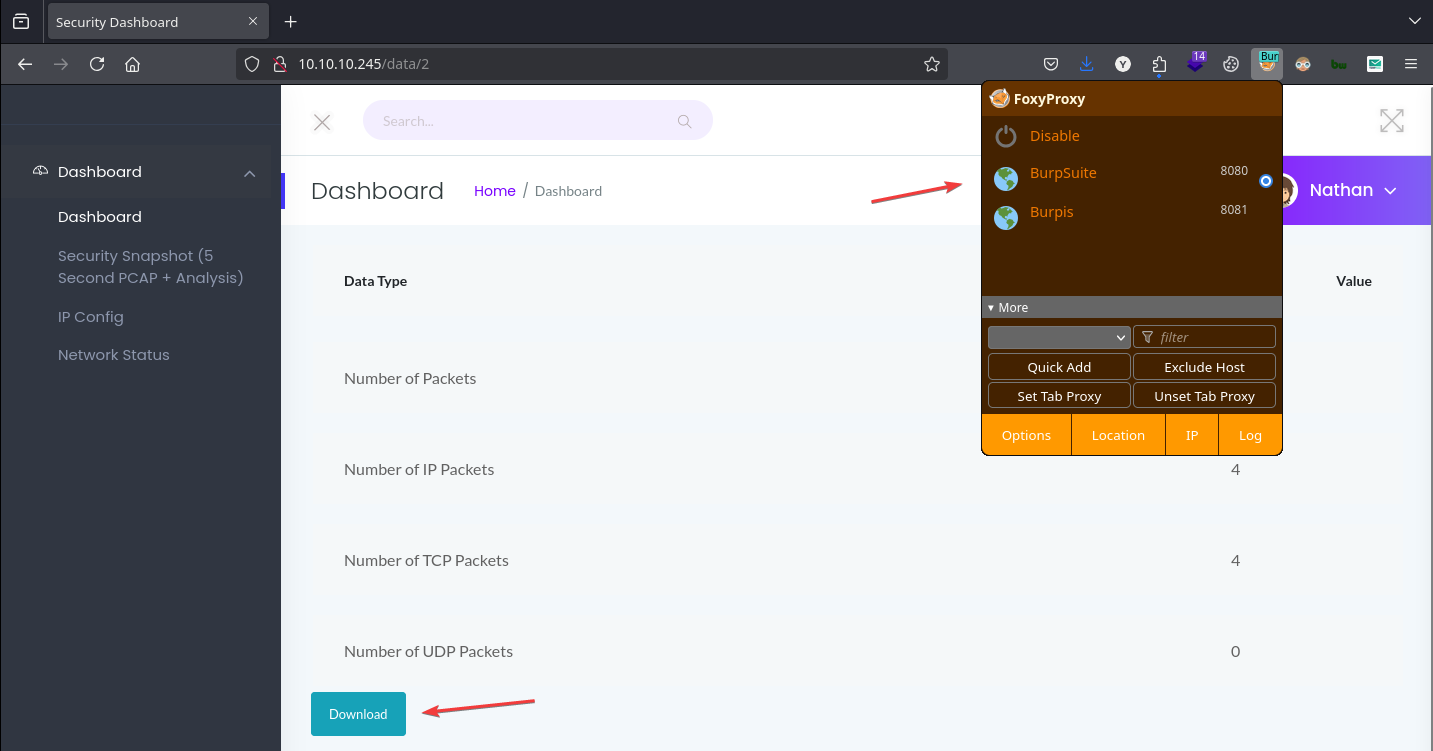 Security Dashboard
10.10.10.245/data/2
14
Bur
Search...
FoxyProxy
Disable
BurpSuite 8080
Burpis 8081
More
filter
Quick Add Exclude Host
Set Tab Proxy Unset Tab Proxy
Options Location IP Log
Dashboard
Dashboard
Security Snapshot (5
Second PCAP + Analysis)
IP Config
Network Status
Dashboard Home / Dashboard
Nathan
Data Type Value
Number of Packets
Number of IP Packets 4
Number of TCP Packets 4
Number of UDP Packets 0
Download